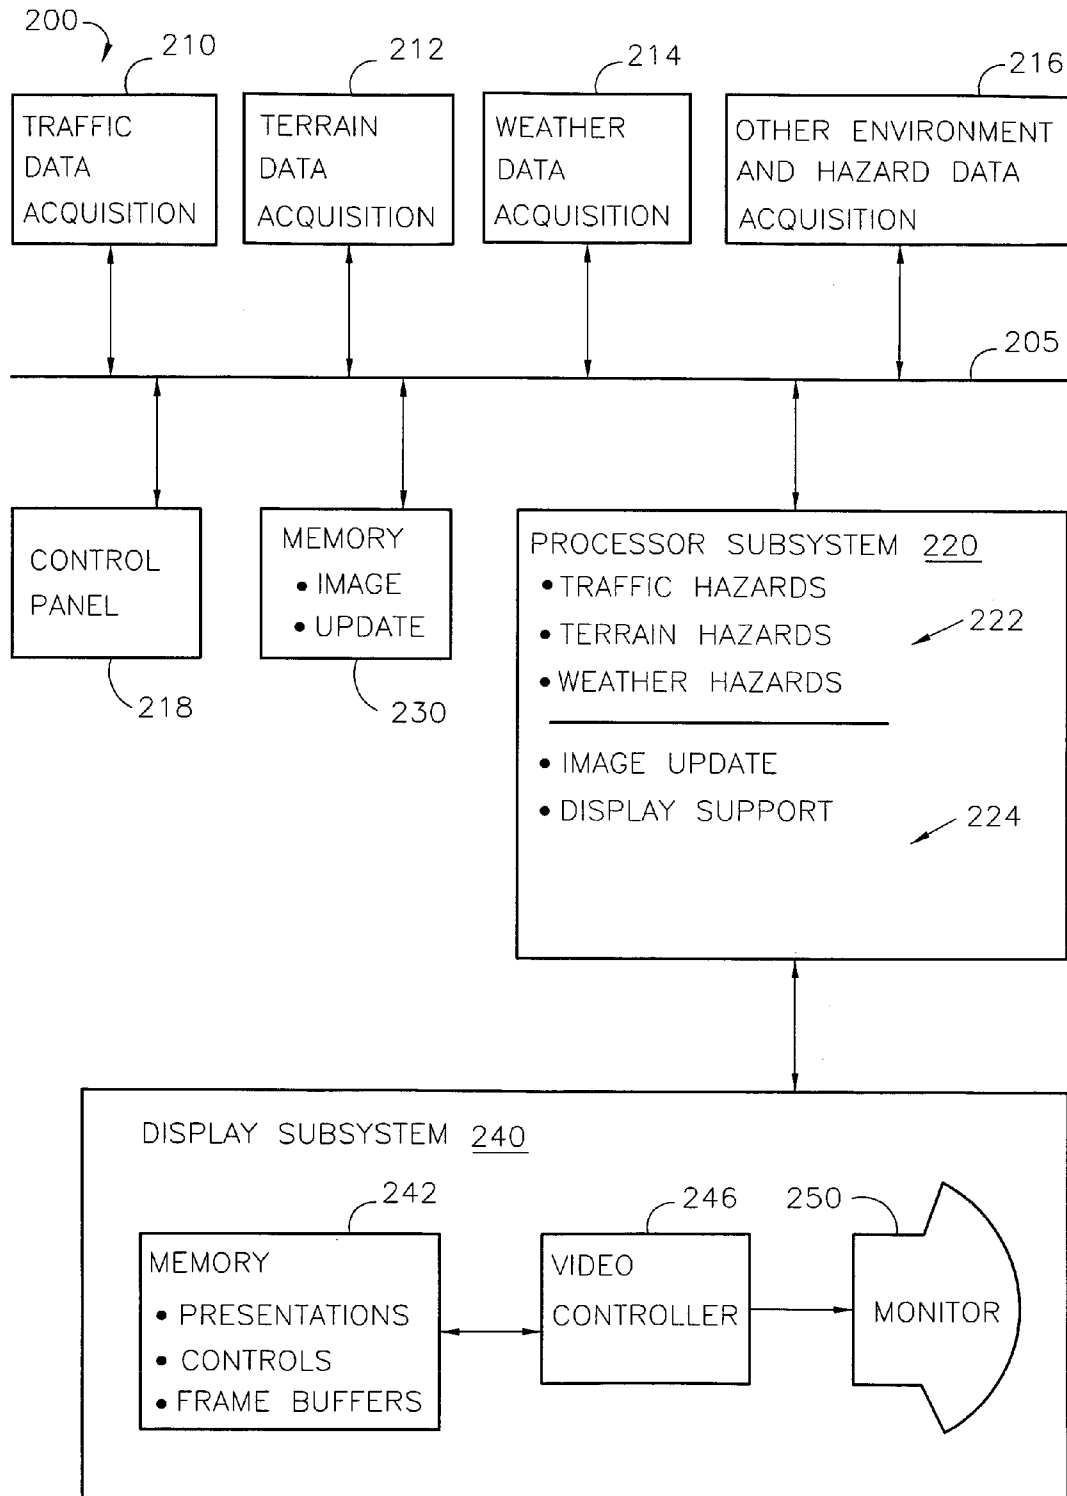 200
210
212
214
216
TRAFFIC
DATA
ACQUISITION
TERRAIN
DATA
ACQUISITION
WEATHER
DATA
ACQUISITION
OTHER ENVIRONMENT
AND HAZARD DATA
ACQUISITION
205
CONTROL
PANEL
218
MEMORY
• IMAGE
• UPDATE
230
PROCESSOR SUBSYSTEM 220
• TRAFFIC HAZARDS
• TERRAIN HAZARDS
• WEATHER HAZARDS
222
• IMAGE UPDATE
• DISPLAY SUPPORT
224
DISPLAY SUBSYSTEM 240
242
MEMORY
• PRESENTATIONS
• CONTROLS
• FRAME BUFFERS
246
VIDEO
CONTROLLER
250
MONITOR